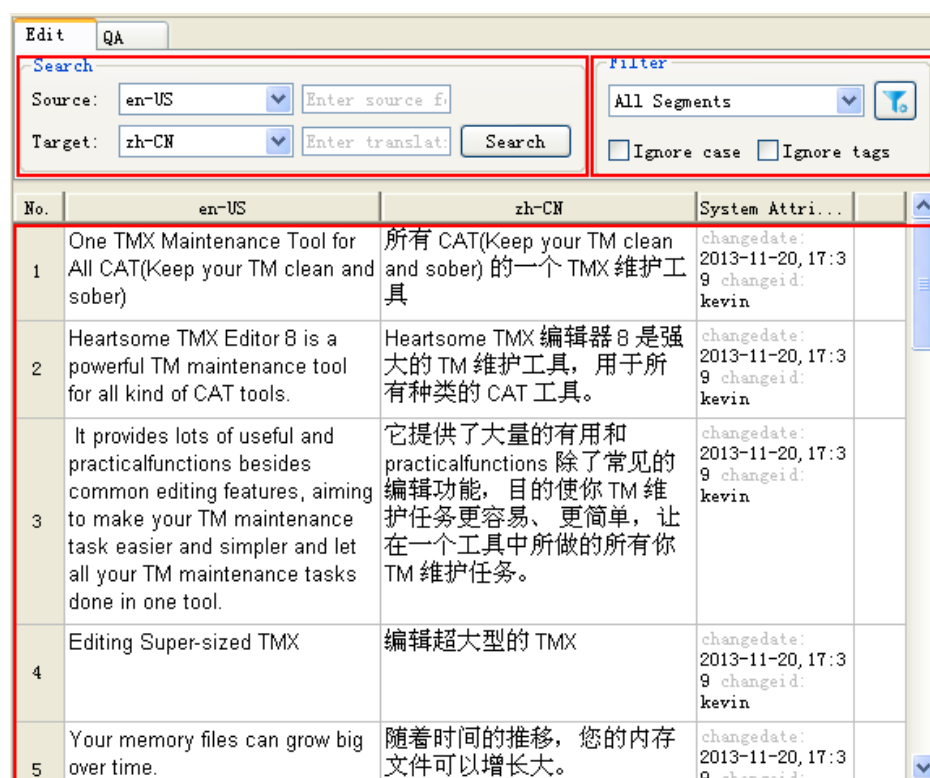 Edit QA
Search Filter
Source: en-US Enter source All Segments
Target: zh-CN Enter Search Ignore case Ignore tags
No. en-US zh-CN System Attri...
1
One TMX Maintenance Tool for
All CAT(Keep your TM clean and
sober)
所有 CAT(Keep your TM clean
and sober) 的一个 TMX 维护工
具
changedate:
2013-11-20, 17:3
9 changeid:
kevin
2
Heartsome TMX Editor 8 is a
powerful TM maintenance tool
for all kind of CAT tools.
Heartsome TMX 编辑器 8 是强
大的 TM 维护工具，用于所
有种类的 CAT 工具。
changedate:
2013-11-20, 17:3
9 changeid:
kevin
3
It provides lots of useful and
practicalfunctions besides
common editing features, aiming
to make your TM maintenance
task easier and simpler and let
all your TM maintenance tasks
done in one tool.
它提供了大量的有用和
practicalfunctions 除了常见的
编辑功能，目的使你 TM 维
护任务更容易、 更简单，让
在一个工具中所做的所有你
TM 维护任务。
changedate:
2013-11-20, 17:3
9 changeid:
kevin
4
Editing Super-sized TMX
编辑超大型的 TMX
changedate:
2013-11-20, 17:3
9 changeid:
kevin
5
Your memory files can grow big
over time.
随着时间的推移，您的内存
文件可以增长大。
changedate:
2013-11-20, 17:3